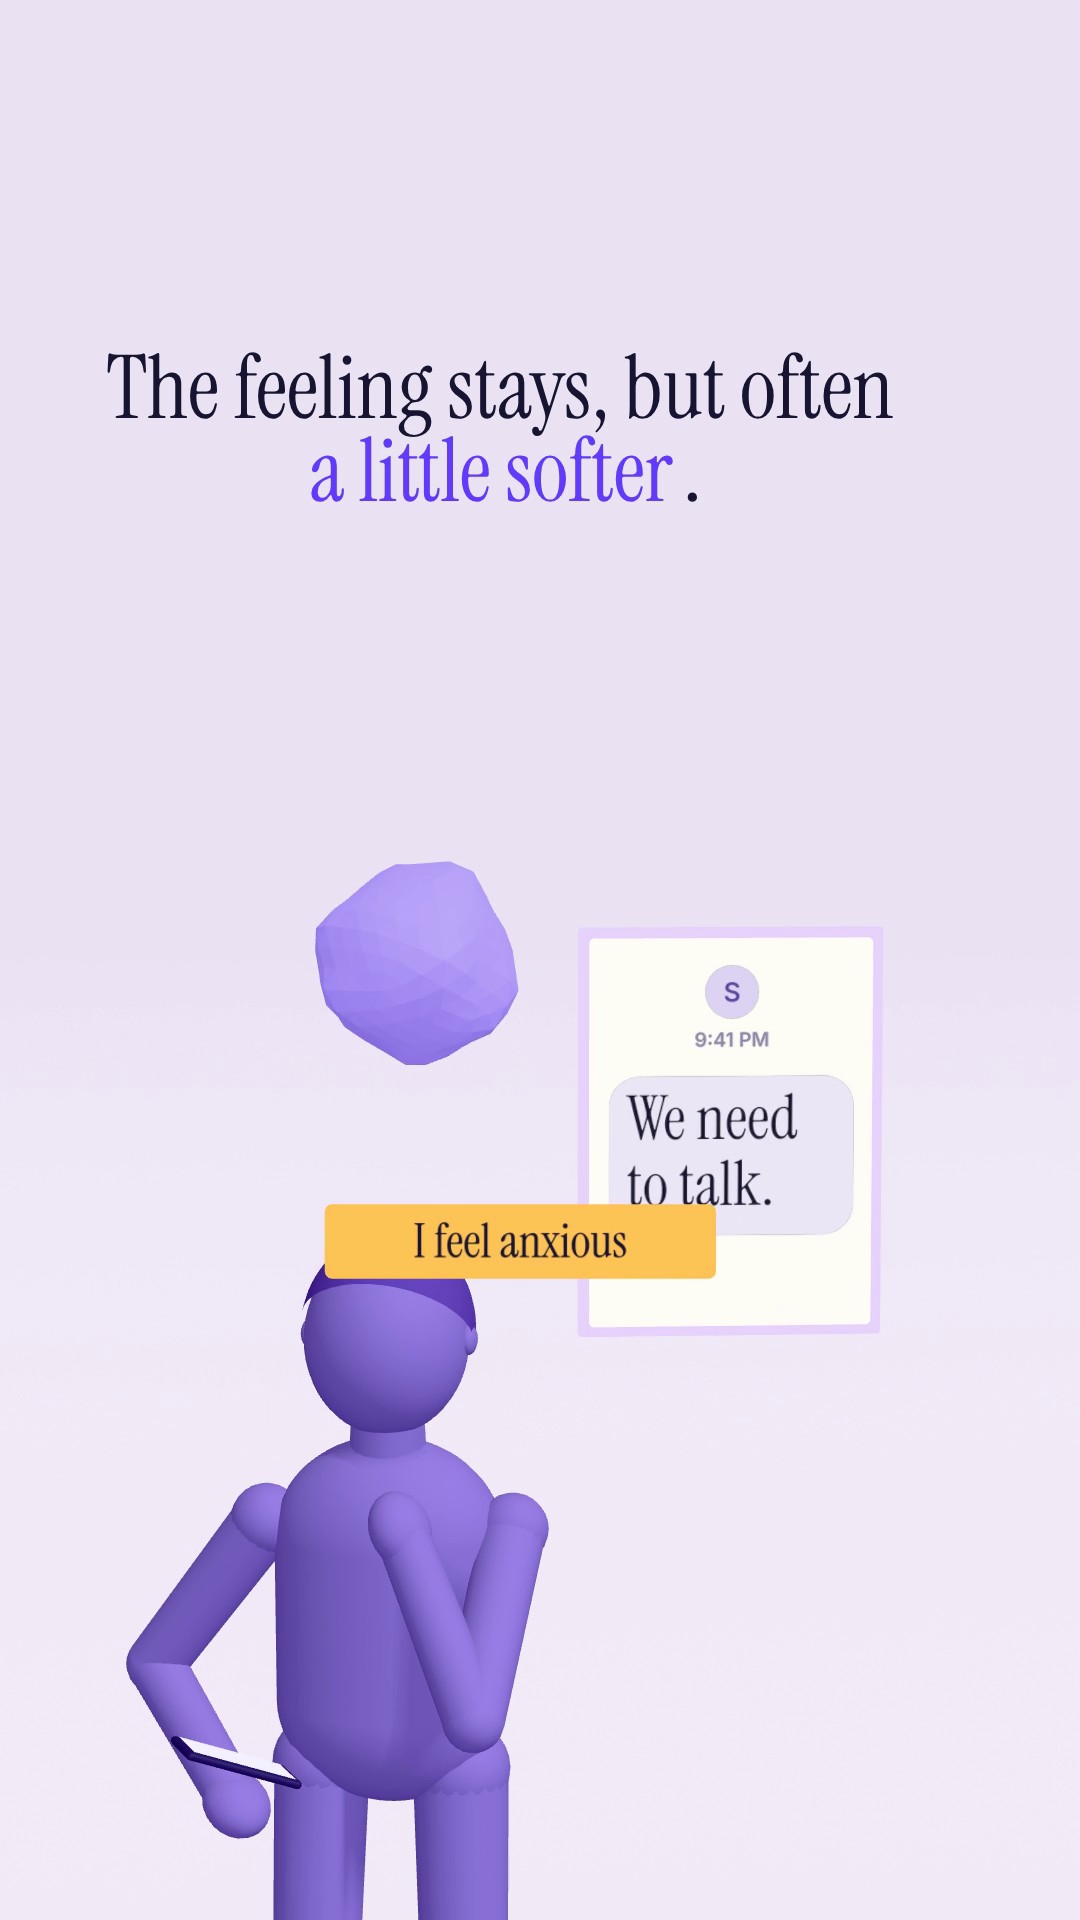 The feeling stays, but often
a little softer .
S
9:41 PM
We need
to talk.
I feel anxious